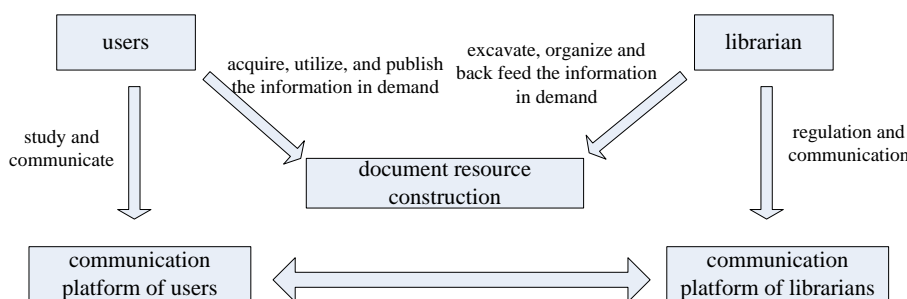 users
librarian
acquire, utilize, and publish
the information in demand
excavate, organize and
back feed the information
in demand
study and
communicate
regulation and
communication
document resource
construction
communication
platform of users
communication
platform of librarians